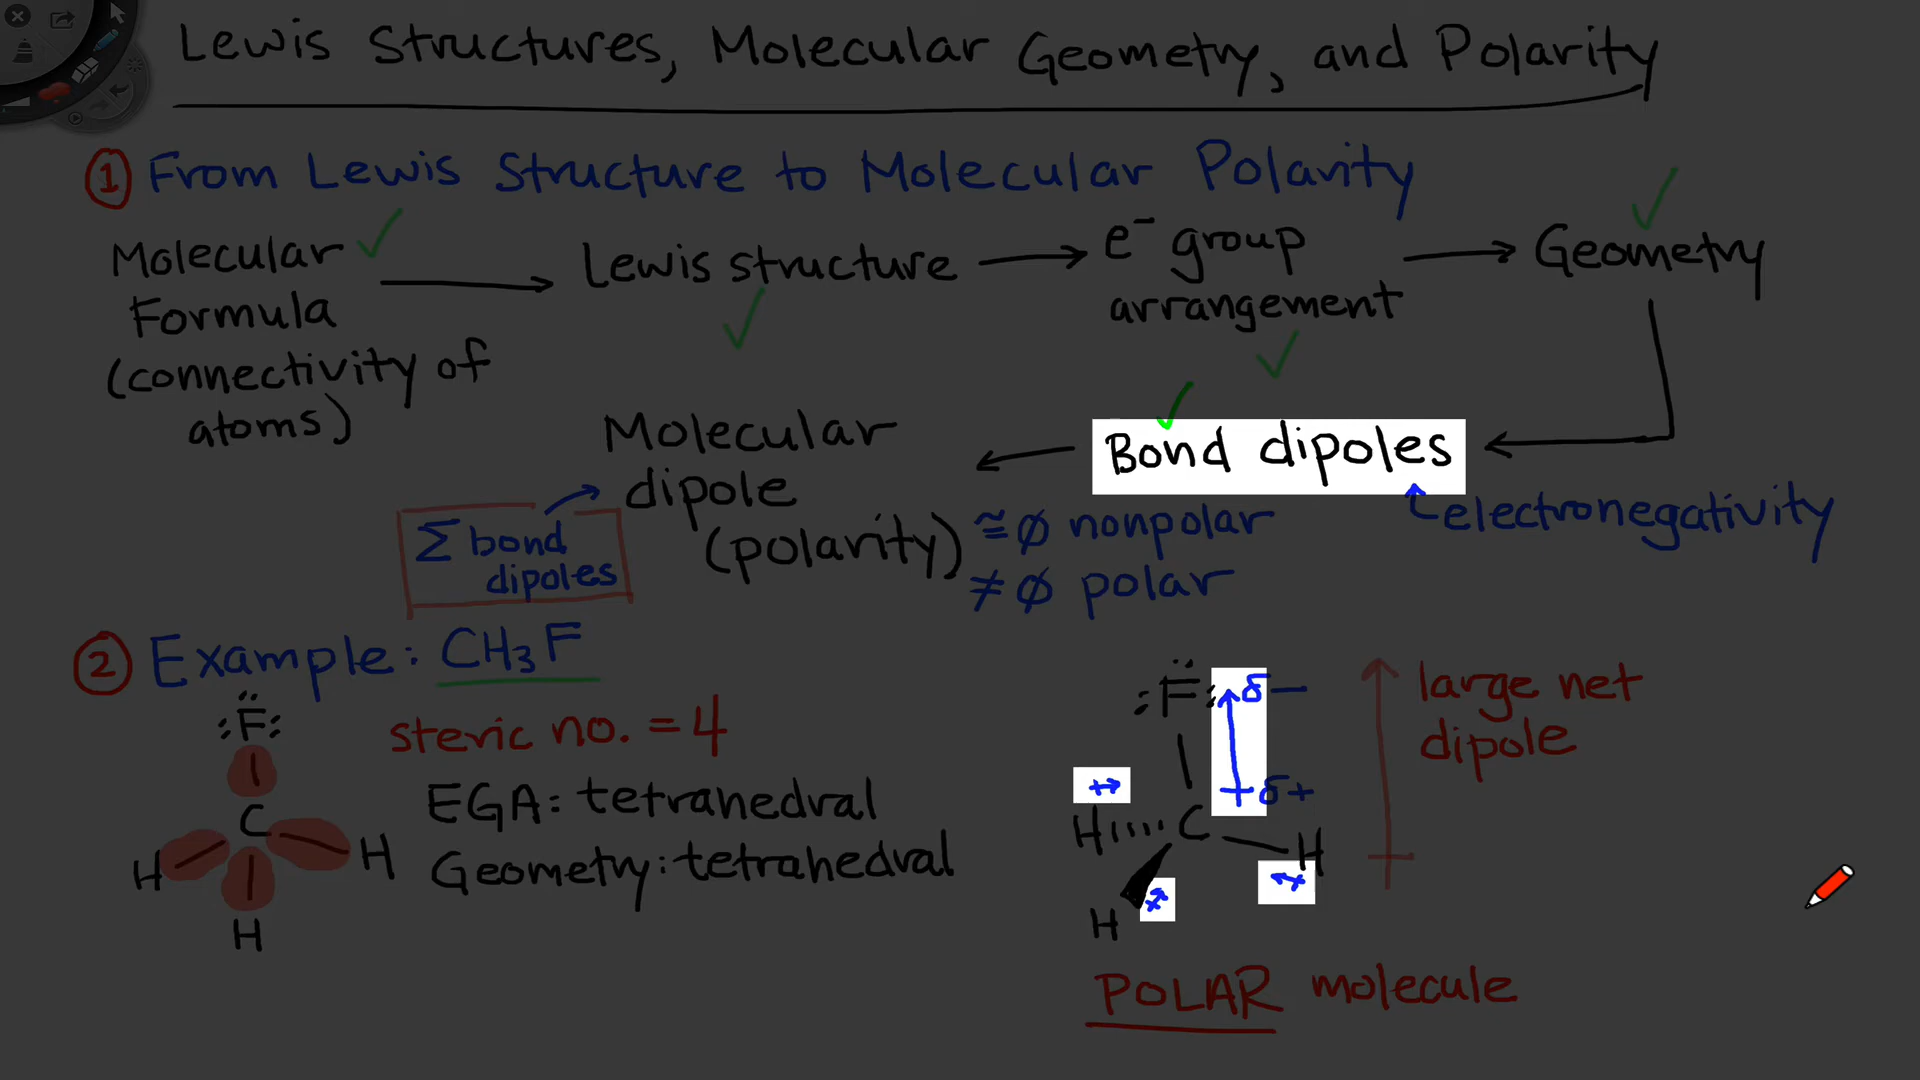 Lewis Structures, Molecular Geometry, and Polarity
① From Lewis Structure to Molecular Polarity
Molecular ✓
Formula
(connectivity of
atoms)
→ Lewis structure ✓
→ e⁻ group
arrangement ✓
→ Geometry ✓
Bond dipoles ✓
electronegativity
Molecular
dipole
(polarity)
≅ ∅ nonpolar
≠ ∅ polar
Σ bond
dipoles
② Example: CH₃F
F
C
H H
H
steric no. = 4
EGA: tetrahedral
Geometry: tetrahedral
F δ−
δ+
H C
H
H
large net
dipole
POLAR molecule